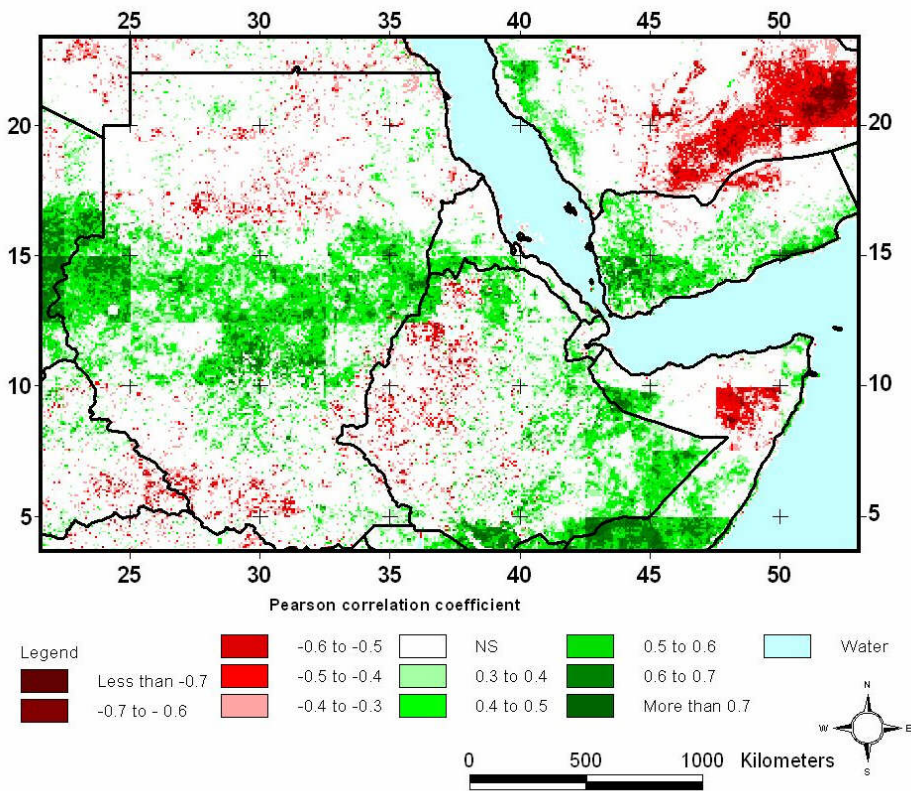 25 30 35 40 45 50
20 20
15 15
10 10
5 5
25 30 35 40 45 50
Pearson correlation coefficient
Legend
Less than -0.7
-0.7 to - 0.6
-0.6 to -0.5
-0.5 to -0.4
-0.4 to -0.3
NS
0.3 to 0.4
0.4 to 0.5
0.5 to 0.6
0.6 to 0.7
More than 0.7
Water
N
W E
S
0 500 1000 Kilometers